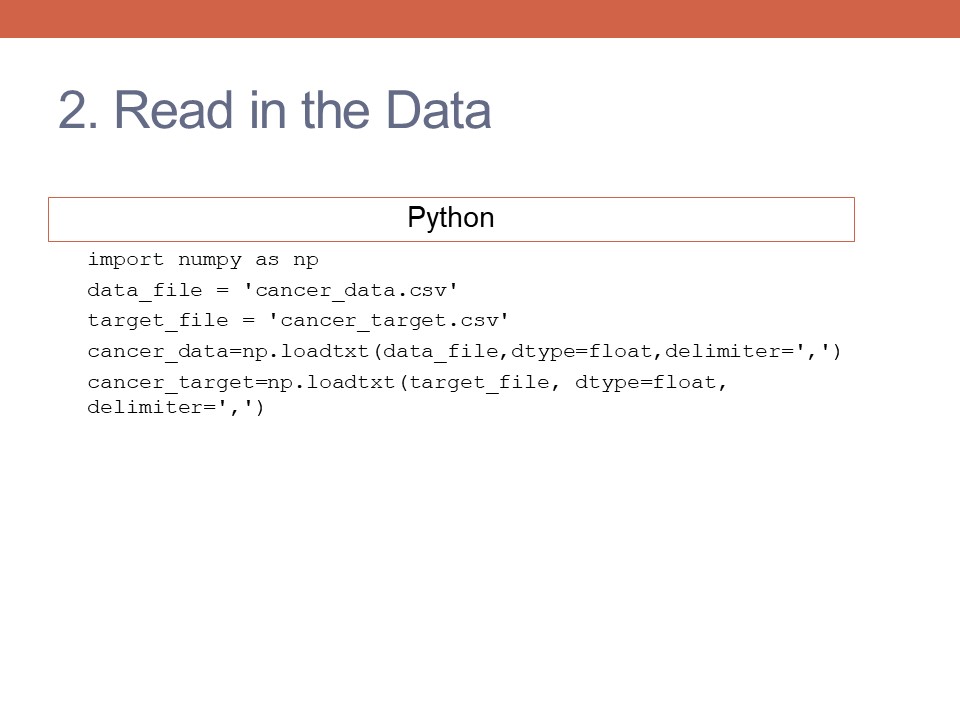 2. Read in the Data
Python
import numpy as np
data_file = 'cancer_data.csv'
target_file = 'cancer_target.csv'
cancer_data=np.loadtxt(data_file,dtype=float,delimiter=',')
cancer_target=np.loadtxt(target_file, dtype=float,
delimiter=',')